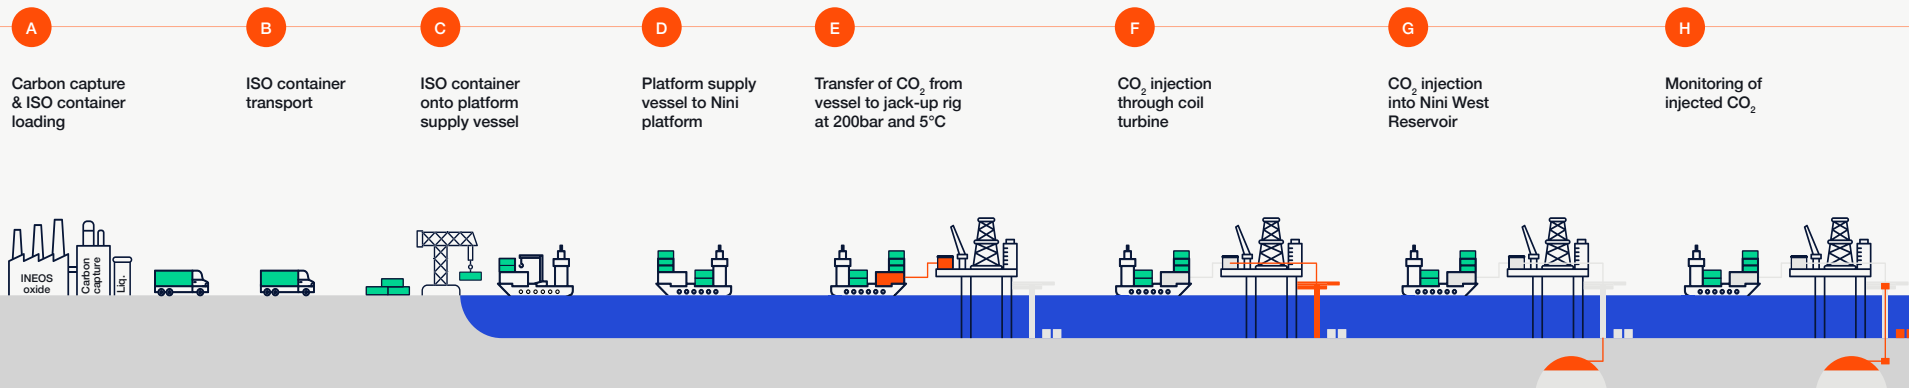 A
B
C
D
E
F
G
H
Carbon capture
& ISO container
loading
ISO container
transport
ISO container
onto platform
supply vessel
Platform supply
vessel to Nini
platform
Transfer of CO₂ from
vessel to jack-up rig
at 200bar and 5°C
CO₂ injection
through coil
turbine
CO₂ injection
into Nini West
Reservoir
Monitoring of
injected CO₂
INEOS
oxide
Carbon
capture
Liq.